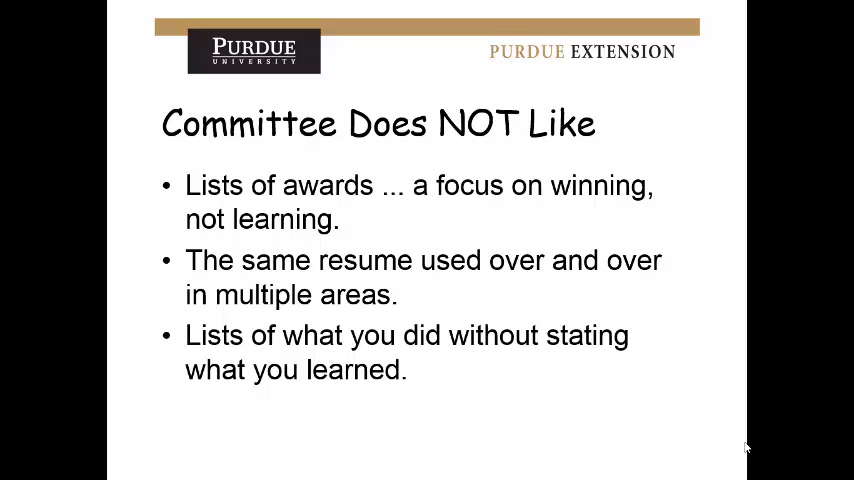 PURDUE
UNIVERSITY
PURDUE EXTENSION
Committee Does NOT Like
• Lists of awards ... a focus on winning,
not learning.
• The same resume used over and over
in multiple areas.
• Lists of what you did without stating
what you learned.